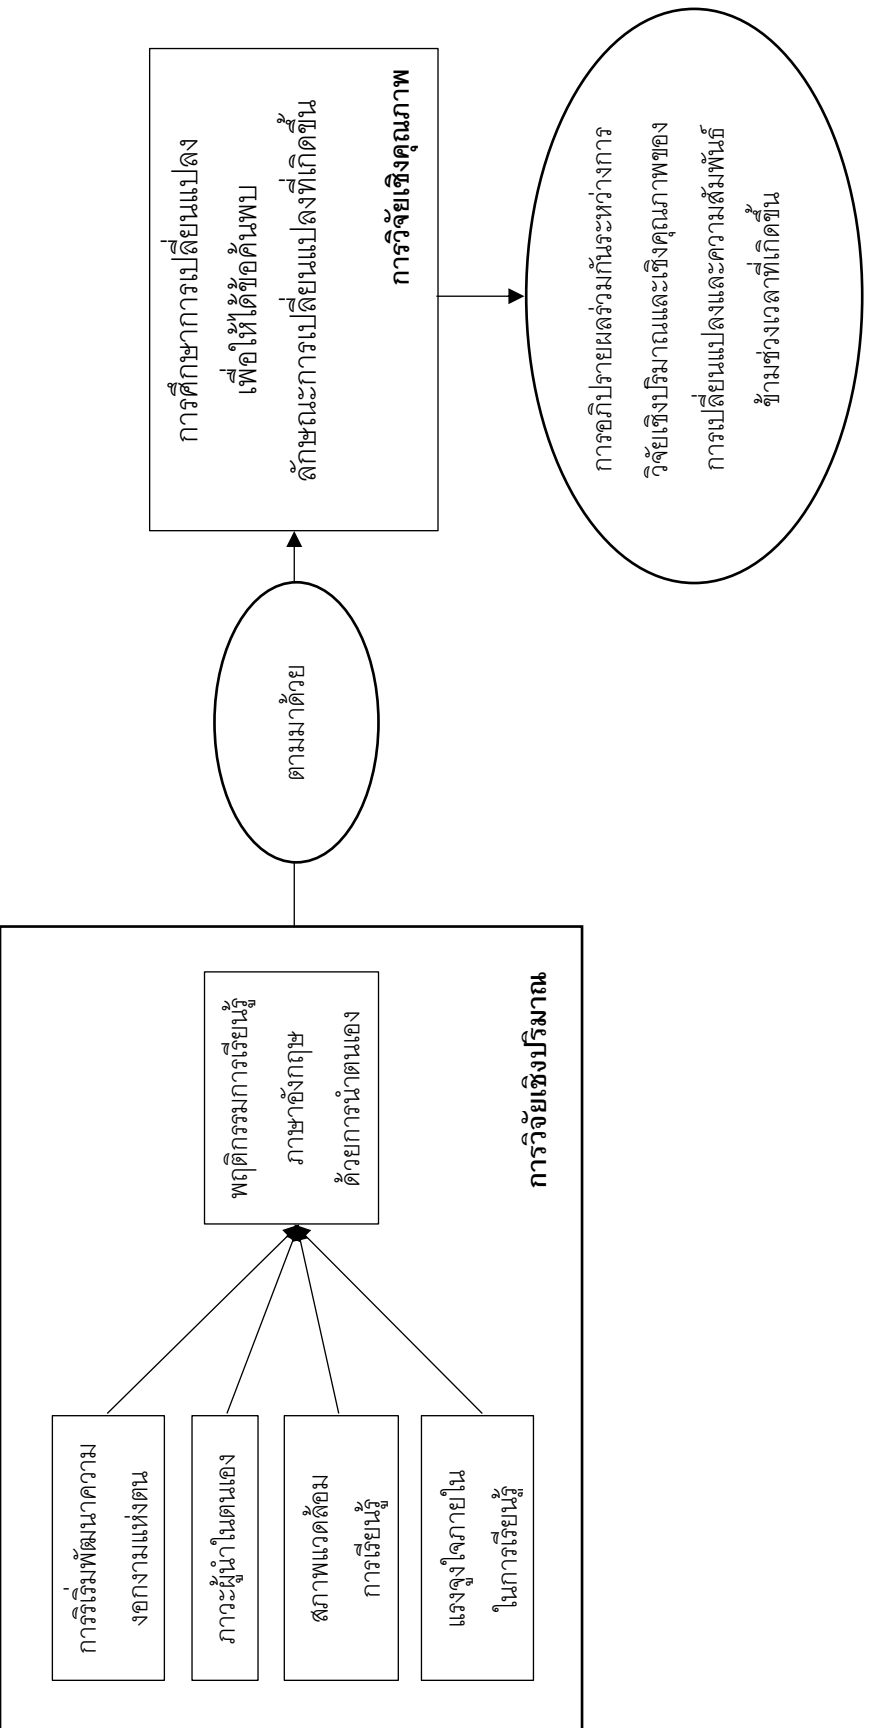 การริเริ่มพัฒนาความ
งอกงามแห่งตน
ภาวะผู้นำในตนเอง
สภาพแวดล้อม
การเรียนรู้
แรงจูงใจภายใน
ในการเรียนรู้
พฤติกรรมการเรียนรู้
ภาษาอังกฤษ
ด้วยการนำตนเอง
การวิจัยเชิงปริมาณ
ตามมาด้วย
การศึกษาการเปลี่ยนแปลง
เพื่อให้ได้ข้อค้นพบ
ลักษณะการเปลี่ยนแปลงที่เกิดขึ้น
การวิจัยเชิงคุณภาพ
การอภิปรายผลร่วมกันระหว่างการ
วิจัยเชิงปริมาณและเชิงคุณภาพของ
การเปลี่ยนแปลงและความสัมพันธ์
ข้ามช่วงเวลาที่เกิดขึ้น